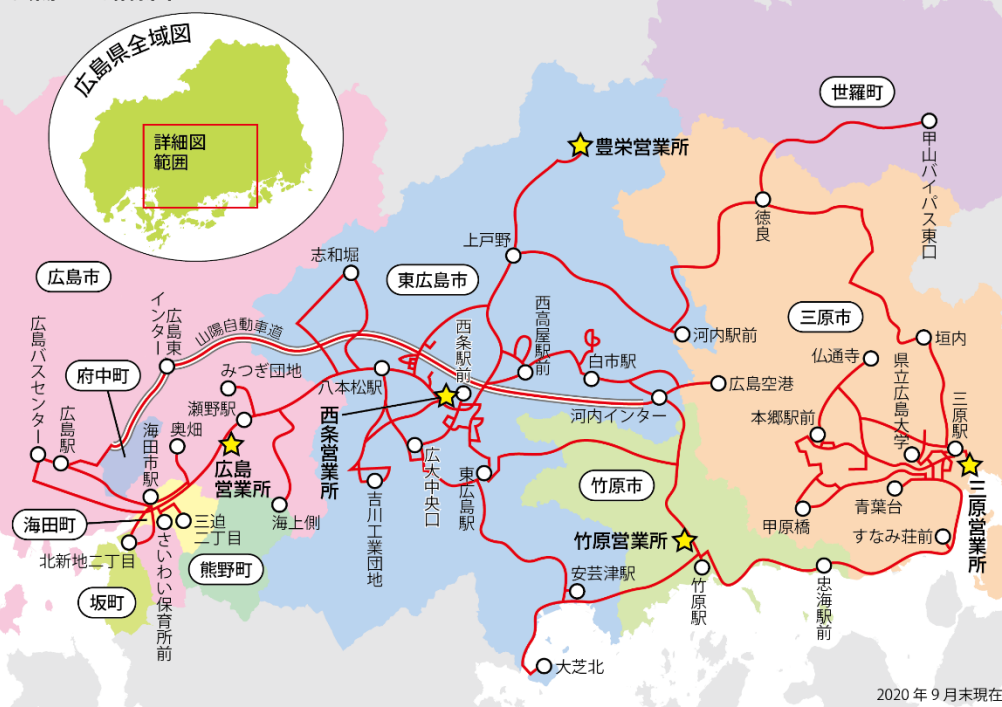 広島県全域図
詳細図
範囲
世羅町
甲山バイパス東口
豊栄営業所
徳良
上戸野
志和堀
東広島市
広島市
広島東
インター
山陽自動車道
西条駅前
西高屋駅前
白市駅
河内駅前
三原市
垣内
仏通寺
県立広島大学
広島バスセンター
広島駅
府中町
みつぎ団地
瀬野駅
八本松駅
河内インター
広島空港
本郷駅前
三原駅
海田市駅
奥畑
広島
営業所
西条営業所
広大中央口
東広島駅
竹原市
青葉台
三原営業所
海田町
三迫
二丁目
海上側
吉川工業団地
甲原橋
すなみ荘前
北新地二丁目
さいわい保育所前
熊野町
竹原営業所
坂町
安芸津駅
竹原駅
忠海駅前
大芝北
2020年9月末現在